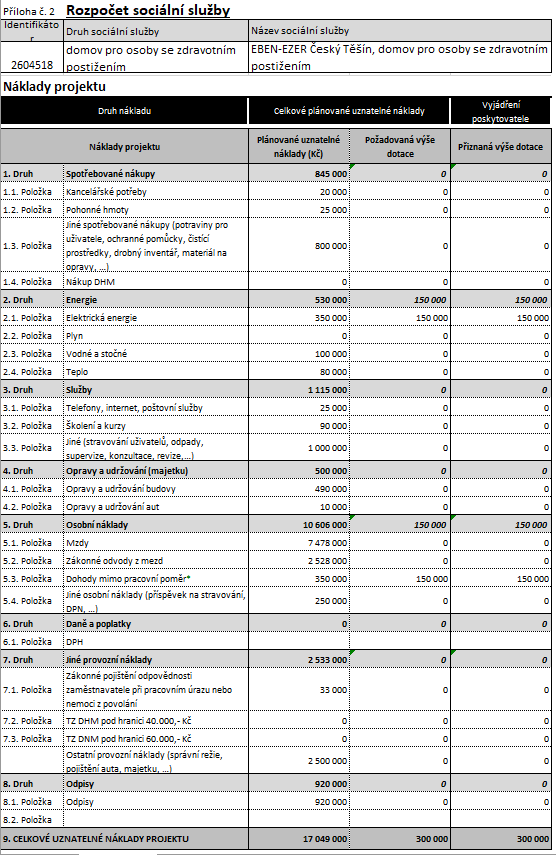 Příloha č. 2 Rozpočet sociální služby
Identifikáto
r
Druh sociální služby
Název sociální služby
2604518
domov pro osoby se zdravotním
postižením
EBEN-EZER Český Těšín, domov pro osoby se zdravotním
postižením
Náklady projektu
Druh nákladu
Celkové plánované uznatelné náklady
Vyjádření
poskytovatele
Náklady projektu
Plánované uznatelné
náklady (Kč)
Požadovaná výše
dotace
Přiznaná výše dotace
1. Druh Spotřebované nákupy 845 000 0 0
1.1. Položka Kancelářské potřeby 20 000 0 0
1.2. Položka Pohonné hmoty 25 000 0 0
1.3. Položka Jiné spotřebované nákupy (potraviny pro
uživatele, ochranné pomůcky, čistící
prostředky, drobný inventář, materiál na
opravy, ...) 800 000 0 0
1.4. Položka Nákup DHM 0 0 0
2. Druh Energie 530 000 150 000 150 000
2.1. Položka Elektrická energie 350 000 150 000 150 000
2.2. Položka Plyn 0 0 0
2.3. Položka Vodné a stočné 100 000 0 0
2.4. Položka Teplo 80 000 0 0
3. Druh Služby 1 115 000 0 0
3.1. Položka Telefony, internet, poštovní služby 25 000 0 0
3.2. Položka Školení a kurzy 90 000 0 0
3.3. Položka Jiné (stravování uživatelů, odpady,
supervize, konzultace, revize,...) 1 000 000 0 0
4. Druh Opravy a udržování (majetku) 500 000 0 0
4.1. Položka Opravy a udržování budovy 490 000 0 0
4.2. Položka Opravy a udržování aut 10 000 0 0
5. Druh Osobní náklady 10 606 000 150 000 150 000
5.1. Položka Mzdy 7 478 000 0 0
5.2. Položka Zákonné odvody z mezd 2 528 000 0 0
5.3. Položka Dohody mimo pracovní poměr* 350 000 150 000 150 000
5.4. Položka Jiné osobní náklady (příspěvek na stravování,
DPN, ...) 250 000 0 0
6. Druh Daně a poplatky 0 0 0
6.1. Položka DPH
7. Druh Jiné provozní náklady 2 533 000 0 0
7.1. Položka Zákonné pojištění odpovědnosti
zaměstnavatele při pracovním úrazu nebo
nemoci z povolání 33 000 0 0
7.2. Položka TZ DHM pod hranici 40.000,- Kč 0 0 0
7.3. Položka TZ DNM pod hranici 60.000,- Kč 0 0 0
Ostatní provozní náklady (správní režie,
pojištění auta, majetku, ...) 2 500 000 0 0
8. Druh Odpisy 920 000 0 0
8.1. Položka Odpisy 920 000 0 0
8.2. Položka
9. CELKOVÉ UZNATELNÉ NÁKLADY PROJEKTU 17 049 000 300 000 300 000